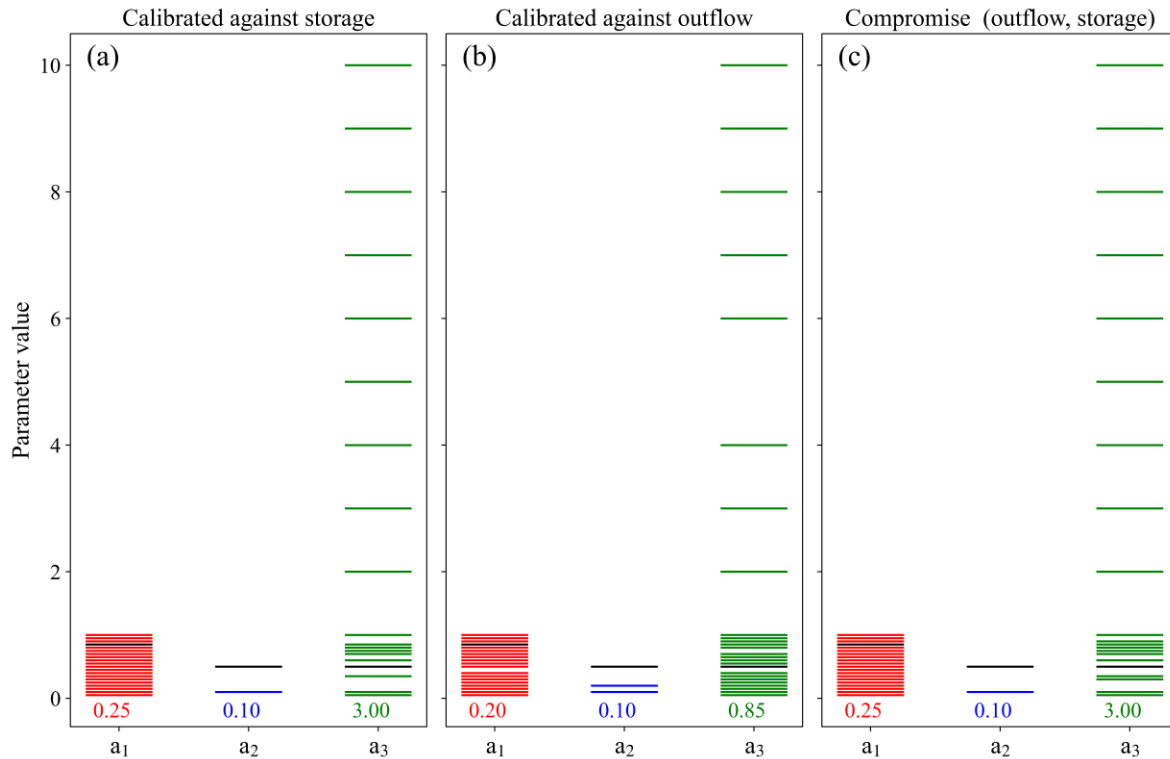 Calibrated against storage
Calibrated against outflow
Compromise (outflow, storage)
(a)
(b)
(c)
Parameter value
10
8
6
4
2
0
0.25 0.10 3.00
0.20 0.10 0.85
0.25 0.10 3.00
a₁ a₂ a₃
a₁ a₂ a₃
a₁ a₂ a₃